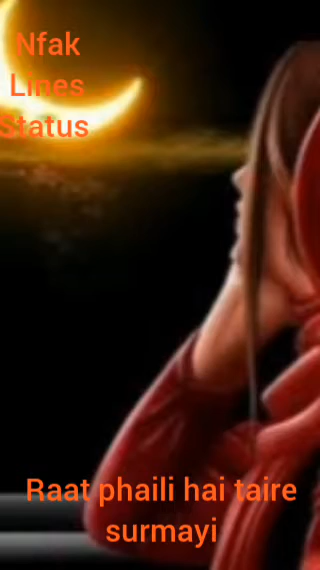 Nfak
Lines
Status
Raat phaili hai taire
surmayi